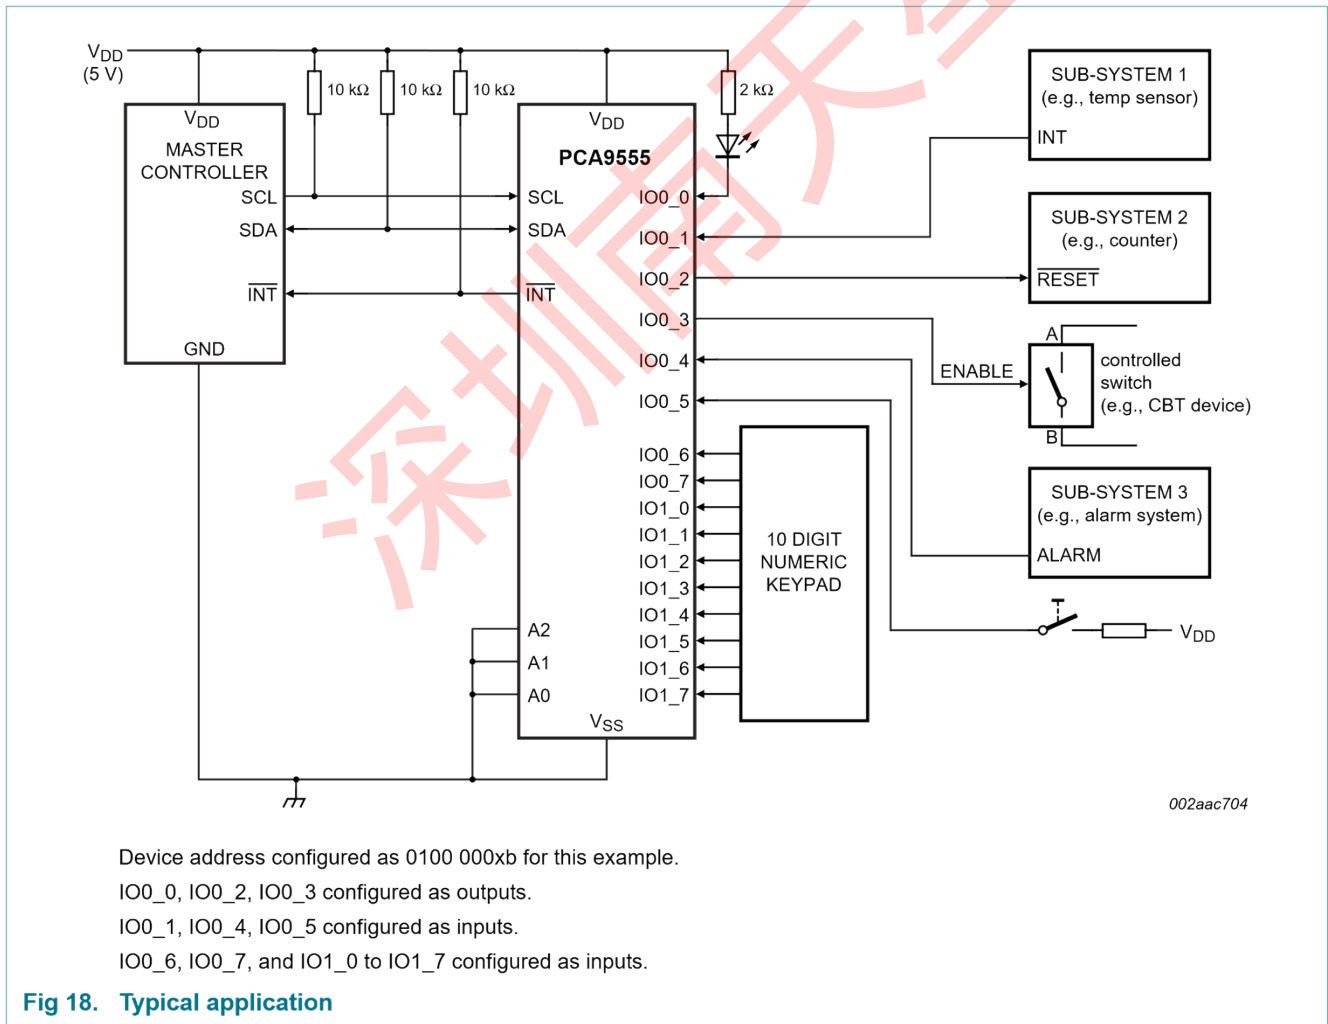 VDD
(5 V)
10 kΩ
10 kΩ
10 kΩ
2 kΩ
VDD
MASTER
CONTROLLER
SCL
SDA
INT
GND
VDD
PCA9555
SCL
SDA
INT
A2
A1
A0
VSS
IO0_0
IO0_1
IO0_2
IO0_3
IO0_4
IO0_5
IO0_6
IO0_7
IO1_0
IO1_1
IO1_2
IO1_3
IO1_4
IO1_5
IO1_6
IO1_7
10 DIGIT
NUMERIC
KEYPAD
SUB-SYSTEM 1
(e.g., temp sensor)
INT
SUB-SYSTEM 2
(e.g., counter)
RESET
A
ENABLE
B
controlled
switch
(e.g., CBT device)
SUB-SYSTEM 3
(e.g., alarm system)
ALARM
VDD
002aac704
深圳南天
Device address configured as 0100 000xb for this example.
IO0_0, IO0_2, IO0_3 configured as outputs.
IO0_1, IO0_4, IO0_5 configured as inputs.
IO0_6, IO0_7, and IO1_0 to IO1_7 configured as inputs.
Fig 18. Typical application